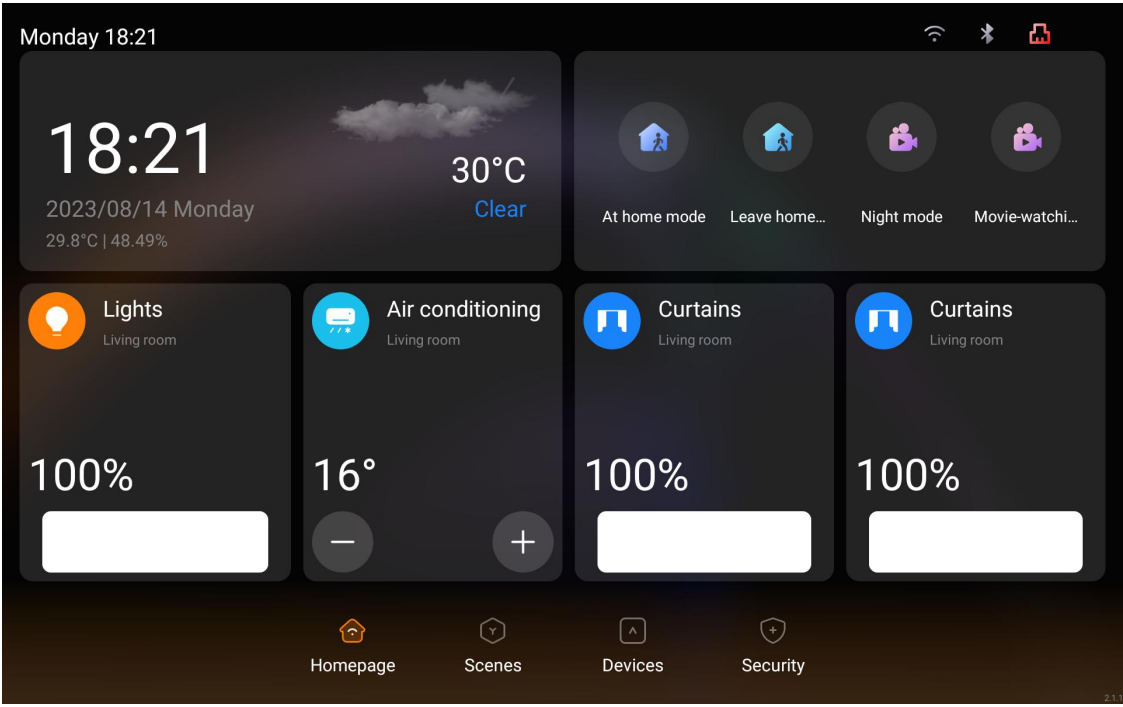 Monday 18:21
18:21
2023/08/14 Monday
29.8°C | 48.49%
30°C
Clear
At home mode
Leave home...
Night mode
Movie-watchi...
Lights
Living room
100%
Air conditioning
Living room
16°
Curtains
Living room
100%
Curtains
Living room
100%
Homepage
Scenes
Devices
Security
2.1.1